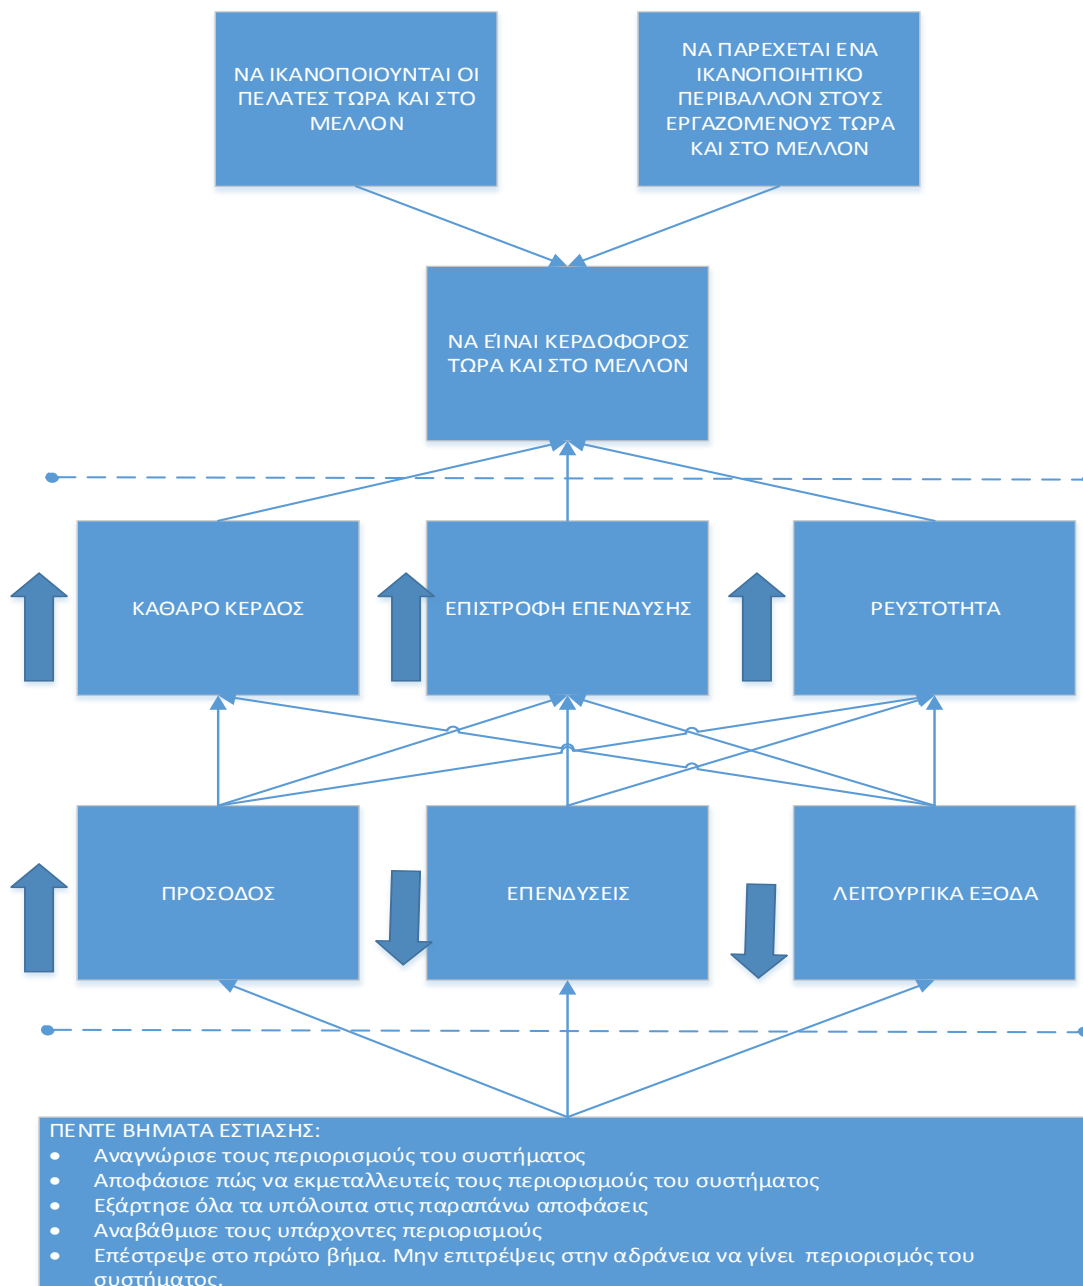 ΝΑ ΙΚΑΝΟΠΟΙΟΥΝΤΑΙ ΟΙ
ΠΕΛΑΤΕΣ ΤΩΡΑ ΚΑΙ ΣΤΟ
ΜΕΛΛΟΝ
ΝΑ ΠΑΡΕΧΕΤΑΙ ΕΝΑ
ΙΚΑΝΟΠΟΙΗΤΙΚΟ
ΠΕΡΙΒΑΛΛΟΝ ΣΤΟΥΣ
ΕΡΓΑΖΟΜΕΝΟΥΣ ΤΩΡΑ
ΚΑΙ ΣΤΟ ΜΕΛΛΟΝ
ΝΑ ΕΊΝΑΙ ΚΕΡΔΟΦΟΡΟΣ
ΤΩΡΑ ΚΑΙ ΣΤΟ ΜΕΛΛΟΝ
ΚΑΘΑΡΟ ΚΕΡΔΟΣ
ΕΠΙΣΤΡΟΦΗ ΕΠΕΝΔΥΣΗΣ
ΡΕΥΣΤΟΤΗΤΑ
ΠΡΟΣΟΔΟΣ
ΕΠΕΝΔΥΣΕΙΣ
ΛΕΙΤΟΥΡΓΙΚΑ ΕΞΟΔΑ
ΠΕΝΤΕ ΒΗΜΑΤΑ ΕΣΤΙΑΣΗΣ:
• Αναγνώρισε τους περιορισμούς του συστήματος
• Αποφάσισε πώς να εκμεταλλευτείς τους περιορισμούς του συστήματος
• Εξάρτησε όλα τα υπόλοιπα στις παραπάνω αποφάσεις
• Αναβάθμισε τους υπάρχοντες περιορισμούς
• Επέστρεψε στο πρώτο βήμα. Μην επιτρέψεις στην αδράνεια να γίνει περιορισμός του
συστήματος.